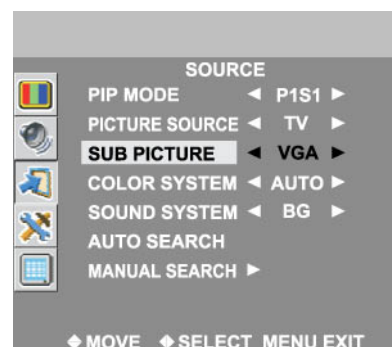 SOURCE
PIP MODE ◄ P1S1 ►
PICTURE SOURCE ◄ TV ►
SUB PICTURE ◄ VGA ►
COLOR SYSTEM ◄ AUTO ►
SOUND SYSTEM ◄ BG ►
AUTO SEARCH
MANUAL SEARCH ►
MOVE SELECT MENU EXIT